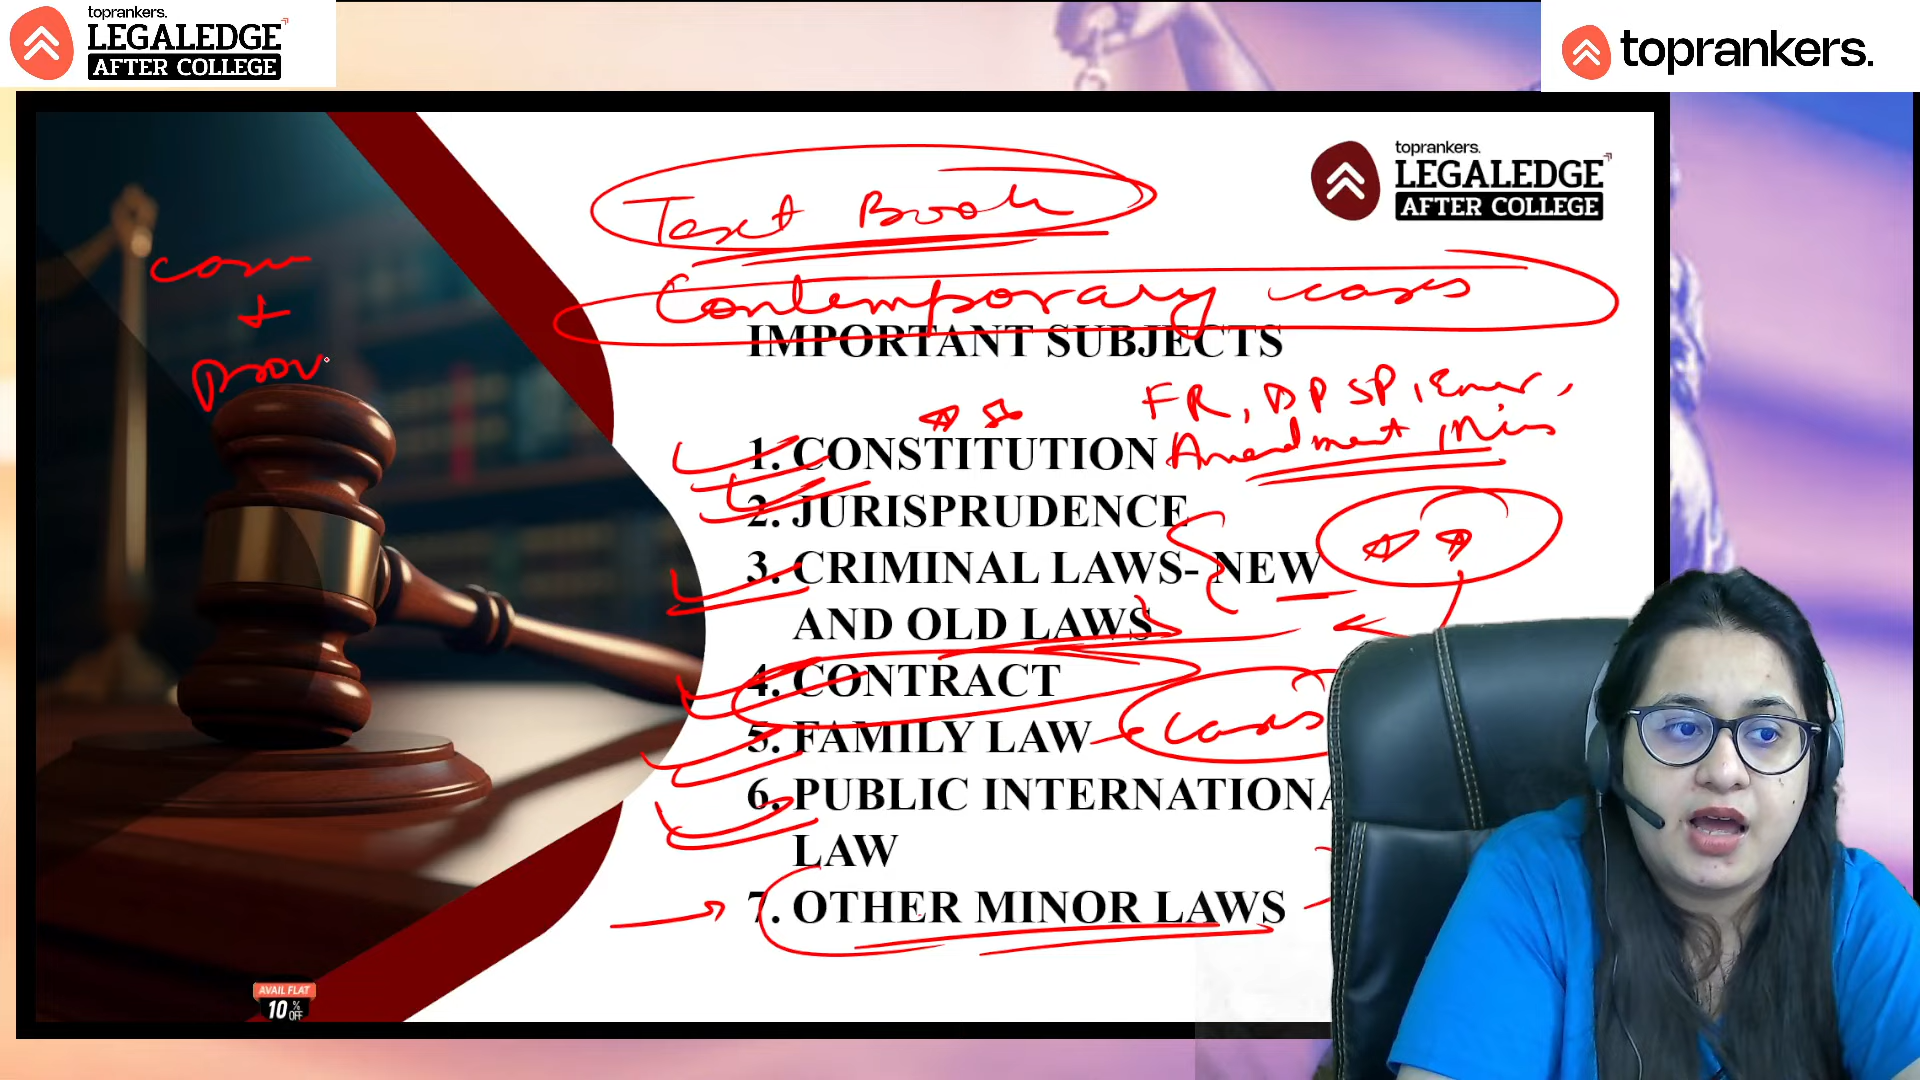 toprankers.
LEGALEDGE
AFTER COLLEGE
toprankers.
toprankers.
LEGALEDGE
AFTER COLLEGE
Text Book
Contemporary cases
IMPORTANT SUBJECTS
FR, DPSP, Emer,
Amendment,
1. CONSTITUTION
2. JURISPRUDENCE
3. CRIMINAL LAWS- NEW
AND OLD LAWS
4. CONTRACT
5. FAMILY LAW
cases
6. PUBLIC INTERNATIONA
LAW
7. OTHER MINOR LAWS
+
Prov
AVAIL FLAT
10 % OFF